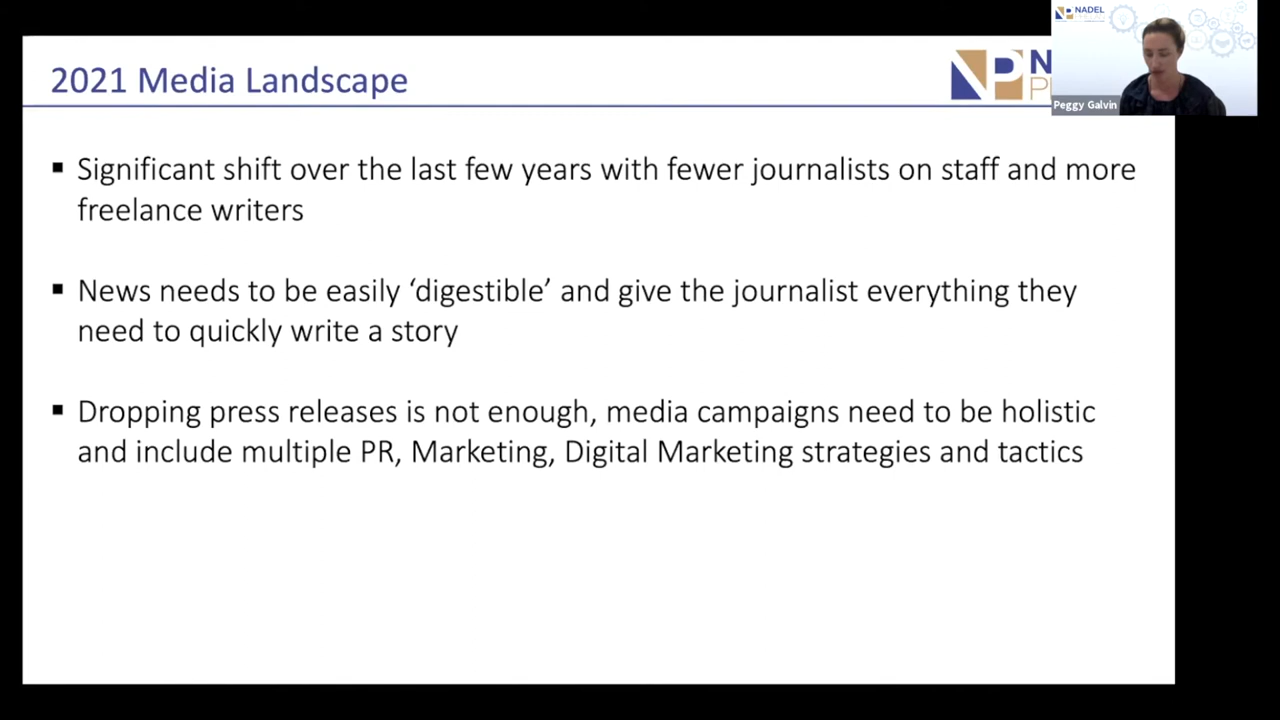 2021 Media Landscape
NADEL
Peggy Galvin
▪ Significant shift over the last few years with fewer journalists on staff and more
freelance writers
▪ News needs to be easily ‘digestible’ and give the journalist everything they
need to quickly write a story
▪ Dropping press releases is not enough, media campaigns need to be holistic
and include multiple PR, Marketing, Digital Marketing strategies and tactics